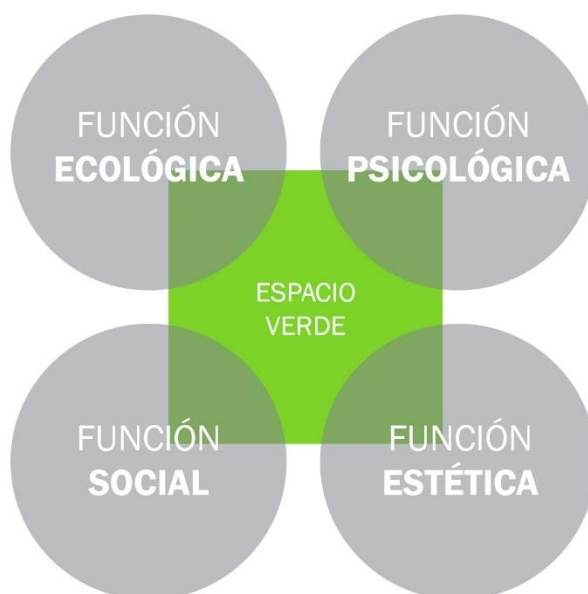 FUNCIÓN
ECOLÓGICA
FUNCIÓN
PSICOLÓGICA
ESPACIO
VERDE
FUNCIÓN
SOCIAL
FUNCIÓN
ESTÉTICA